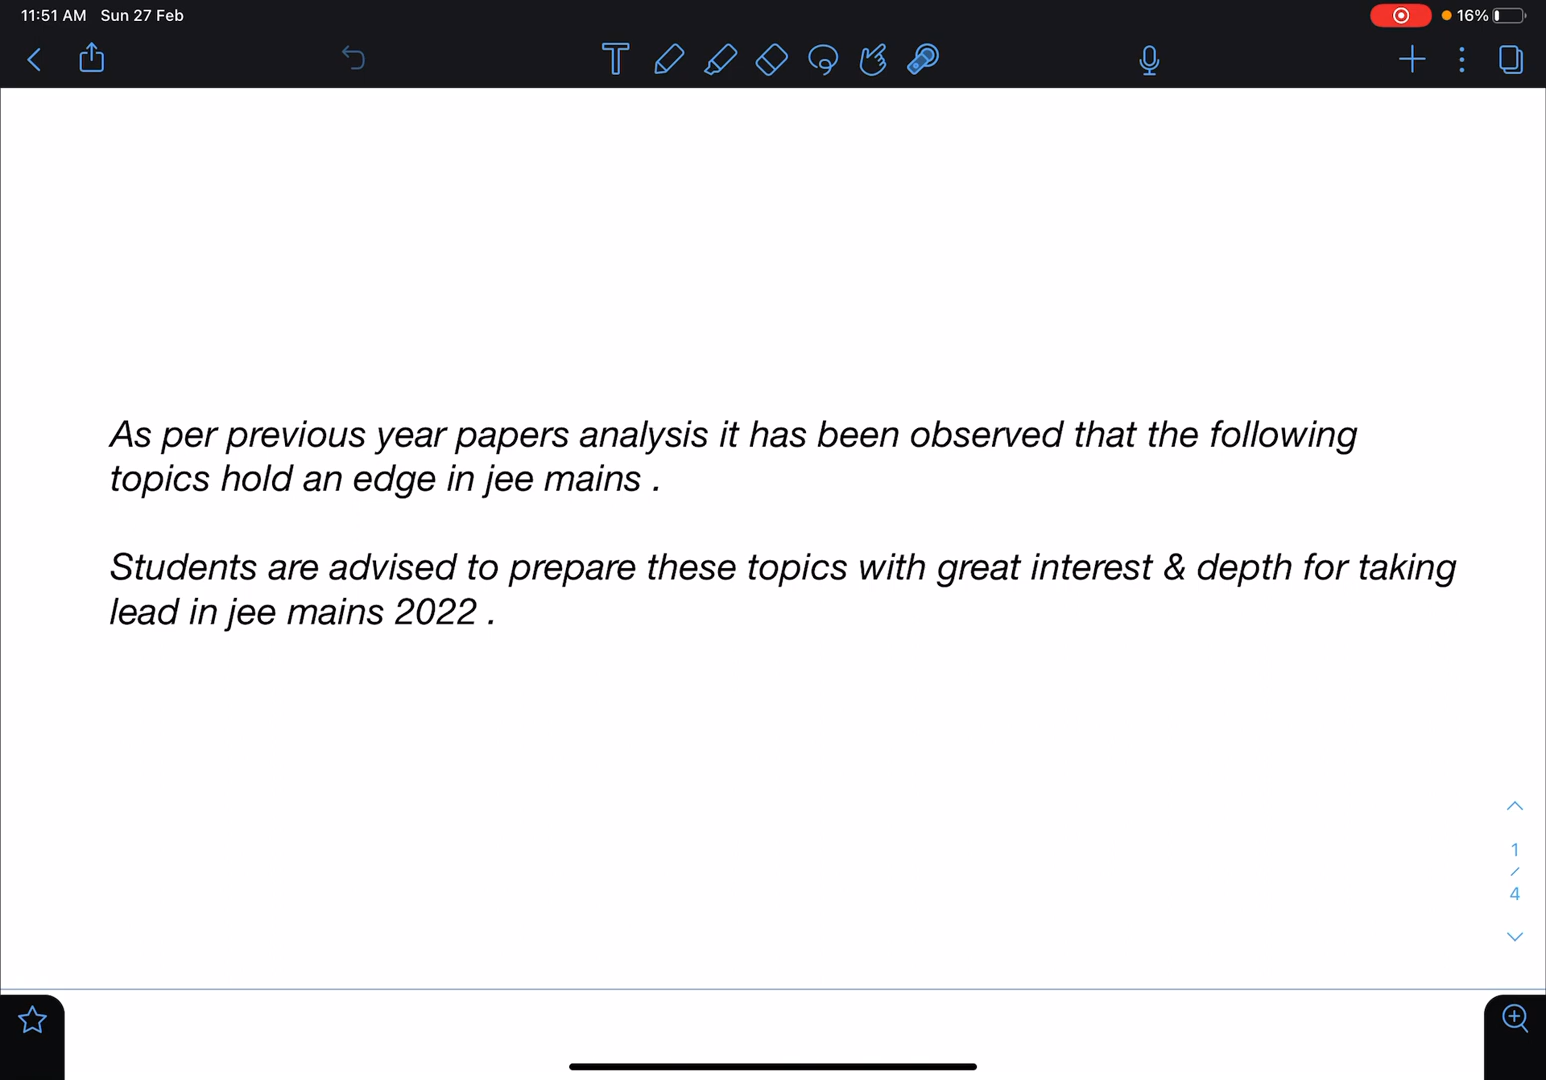 11:51 AM Sun 27 Feb
16%
As per previous year papers analysis it has been observed that the following
topics hold an edge in jee mains .
Students are advised to prepare these topics with great interest & depth for taking
lead in jee mains 2022 .
1
/
4